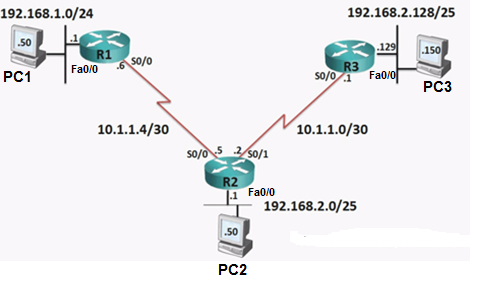 192.168.1.0/24
192.168.2.128/25
.50
.1
R1
S0/0
.6
Fa0/0
PC1
.129
.150
R3
S0/0
.1
Fa0/0
PC3
10.1.1.4/30
10.1.1.0/30
S0/0
.5
.2
S0/1
R2
Fa0/0
.1
192.168.2.0/25
.50
PC2